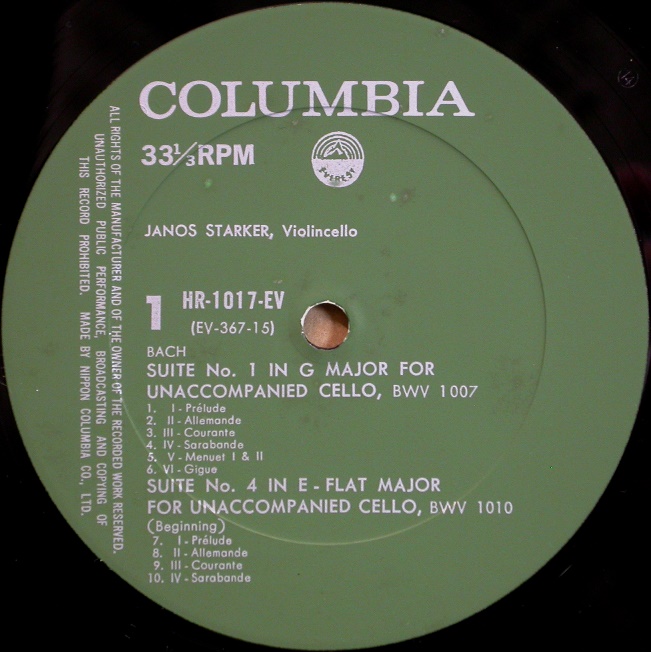 COLUMBIA
33⅓RPM
EVEREST
JANOS STARKER, Violincello
1
HR-1017-EV
(EV-367-15)
BACH
SUITE No. 1 IN G MAJOR FOR
UNACCOMPANIED CELLO, BWV 1007
1. I - Prélude
2. II - Allemande
3. III - Courante
4. IV - Sarabande
5. V - Menuet I & II
6. VI - Gigue
SUITE No. 4 IN E - FLAT MAJOR
FOR UNACCOMPANIED CELLO, BWV 1010
(Beginning)
7. I - Prélude
8. II - Allemande
9. III - Courante
10. IV - Sarabande
ALL RIGHTS OF THE MANUFACTURER AND OF THE OWNER OF THE RECORDED WORK RESERVED.
UNAUTHORIZED PUBLIC PERFORMANCE, BROADCASTING AND COPYING OF
THIS RECORD PROHIBITED. MADE BY NIPPON COLUMBIA CO., LTD.